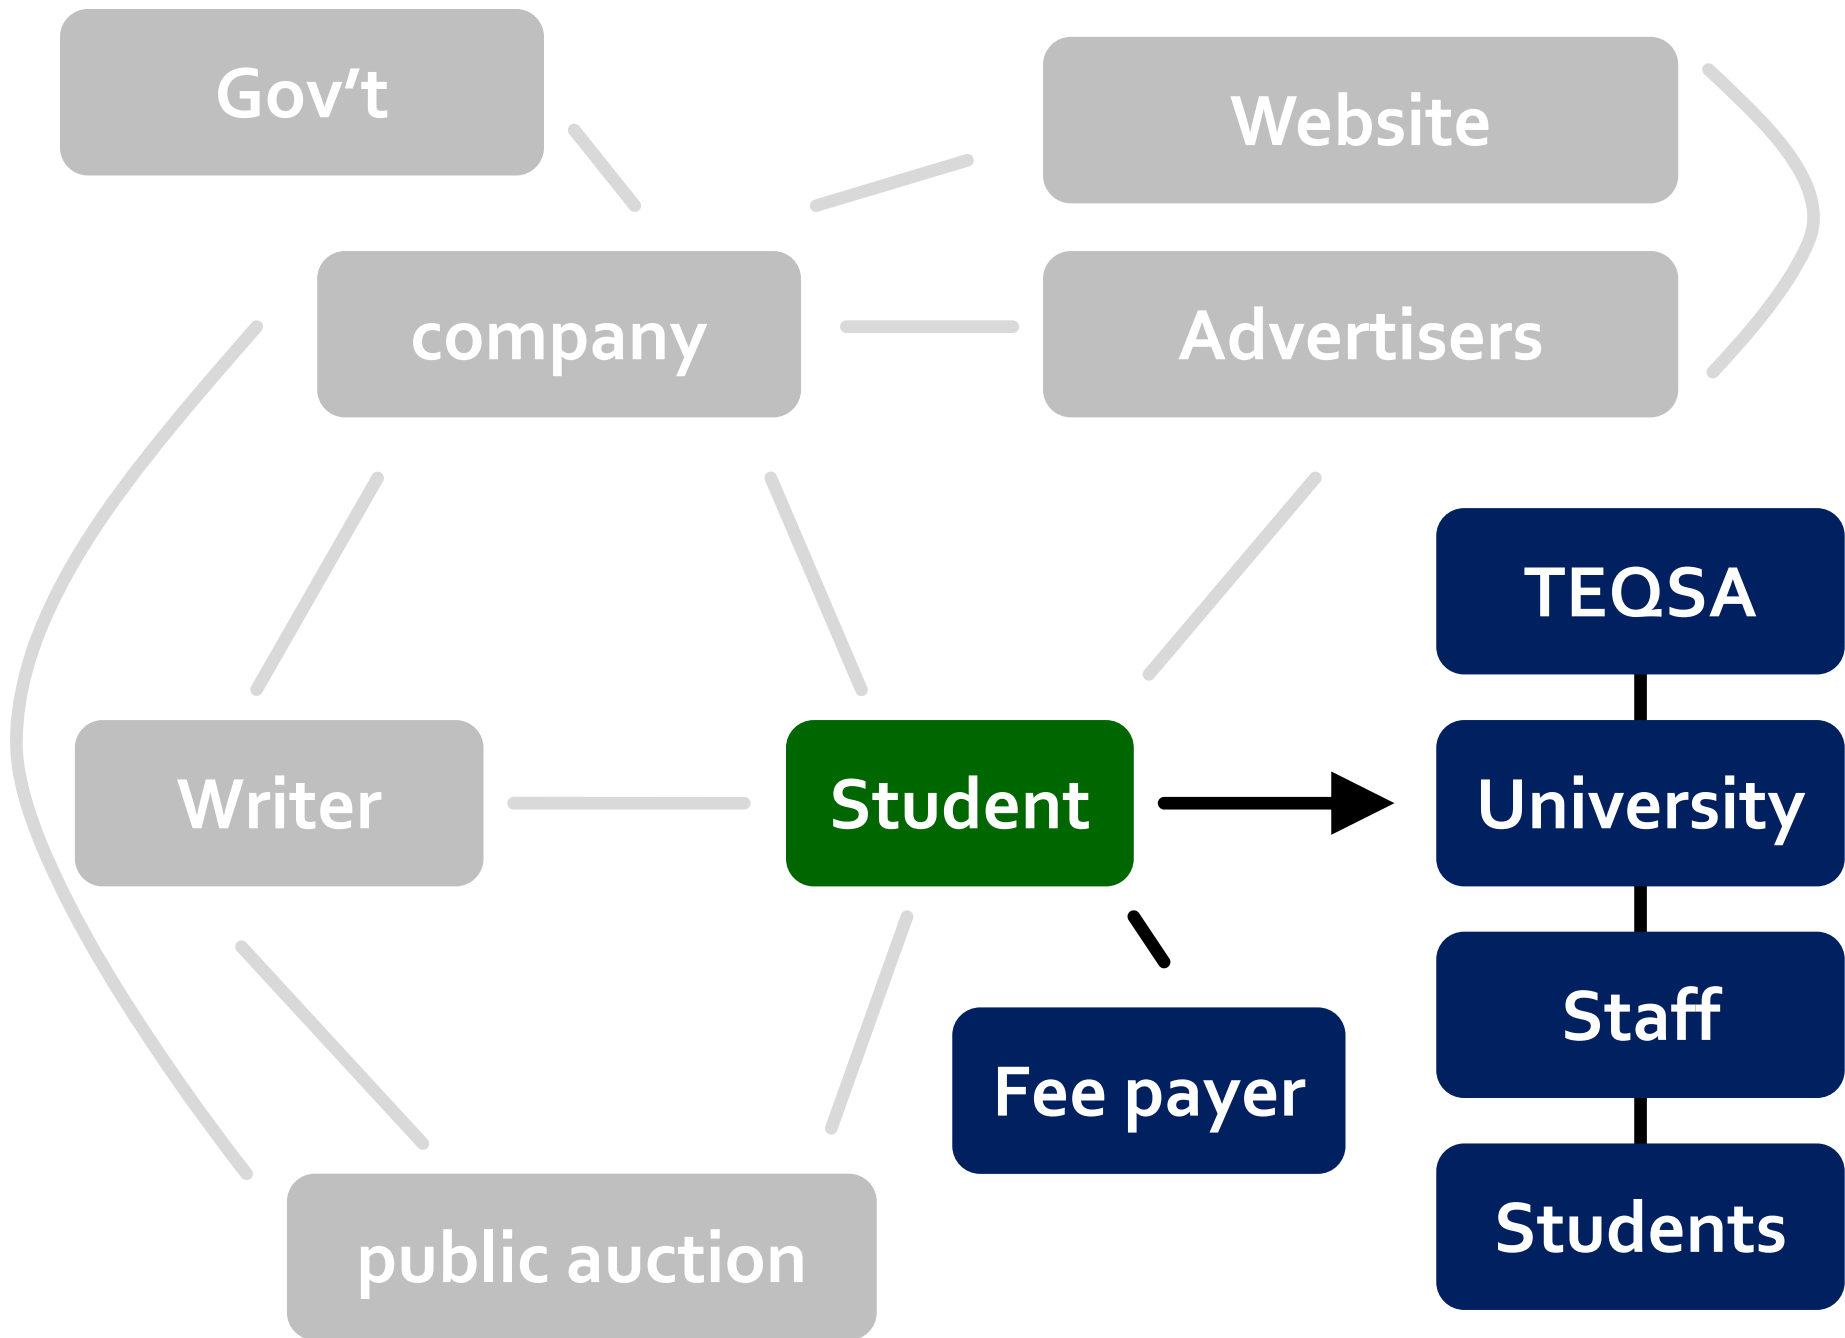 Gov’t
Website
company
Advertisers
TEQSA
Writer
Student
University
Staff
Fee payer
Students
public auction